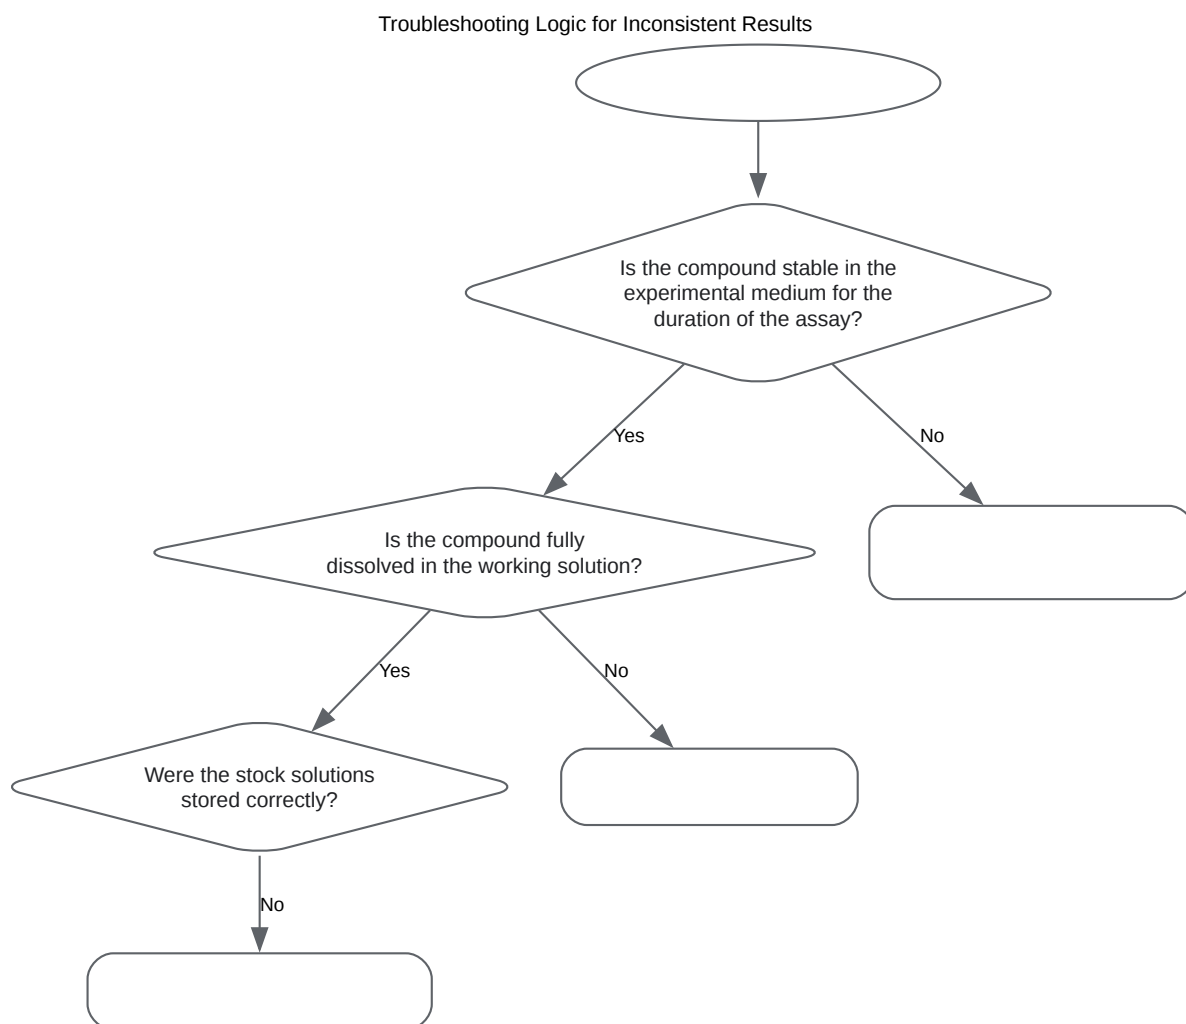 Troubleshooting Logic for Inconsistent Results
Is the compound stable in the
experimental medium for the
duration of the assay?
Yes
No
Is the compound fully
dissolved in the working solution?
Yes
No
Were the stock solutions
stored correctly?
No